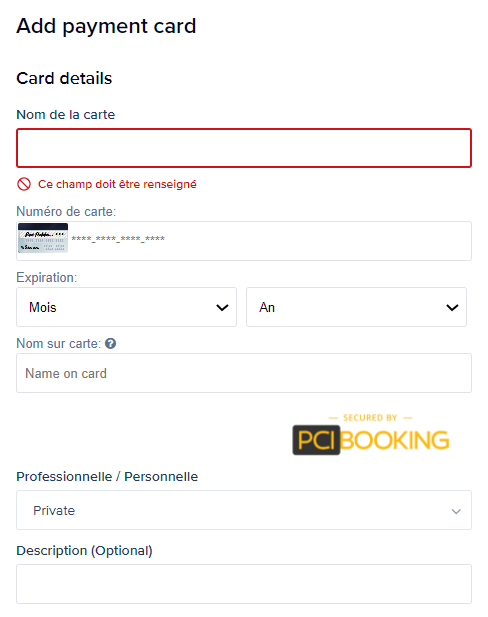 Add payment card
Card details
Nom de la carte
Ce champ doit être renseigné
Numéro de carte:
****-****-****-****
Expiration:
Mois
An
Nom sur carte: ?
Name on card
— SECURED BY —
PCI BOOKING
Professionnelle / Personnelle
Private
Description (Optional)